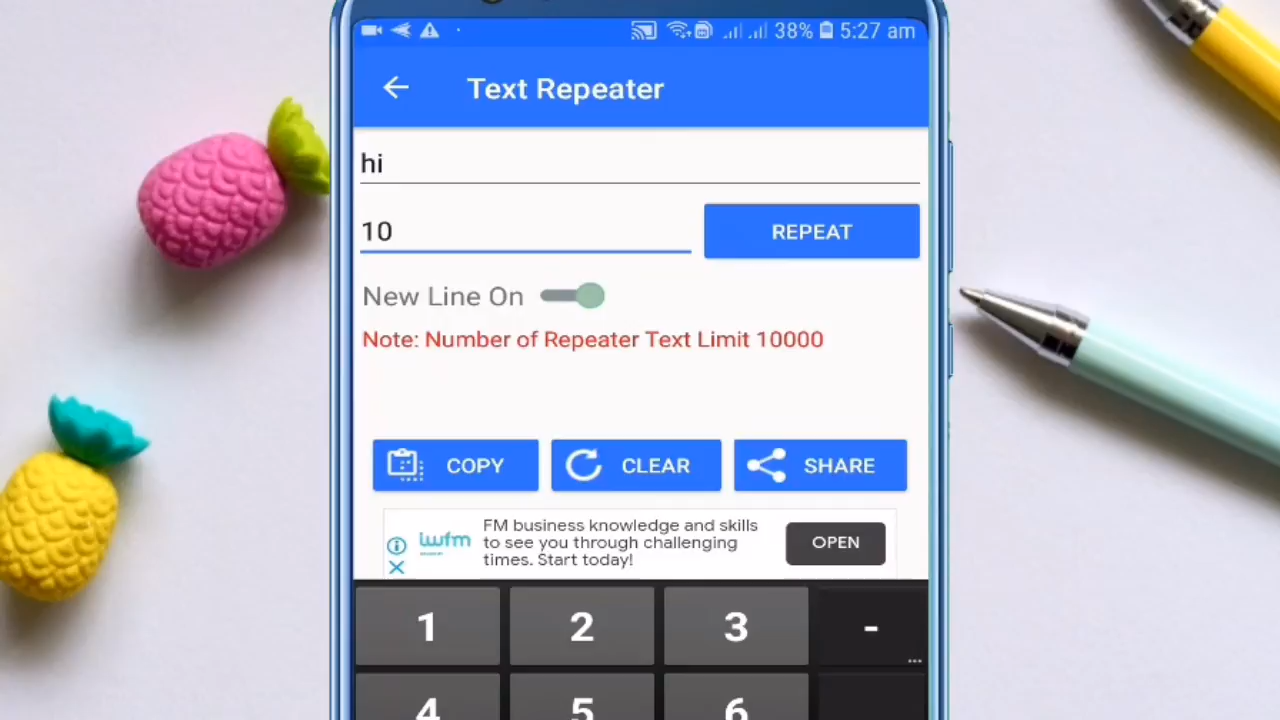 38% 5:27 am
Text Repeater
hi
10
REPEAT
New Line On
Note: Number of Repeater Text Limit 10000
COPY
CLEAR
SHARE
iwfm
FM business knowledge and skills
to see you through challenging
times. Start today!
OPEN
1 2 3 -
...
4 5 6